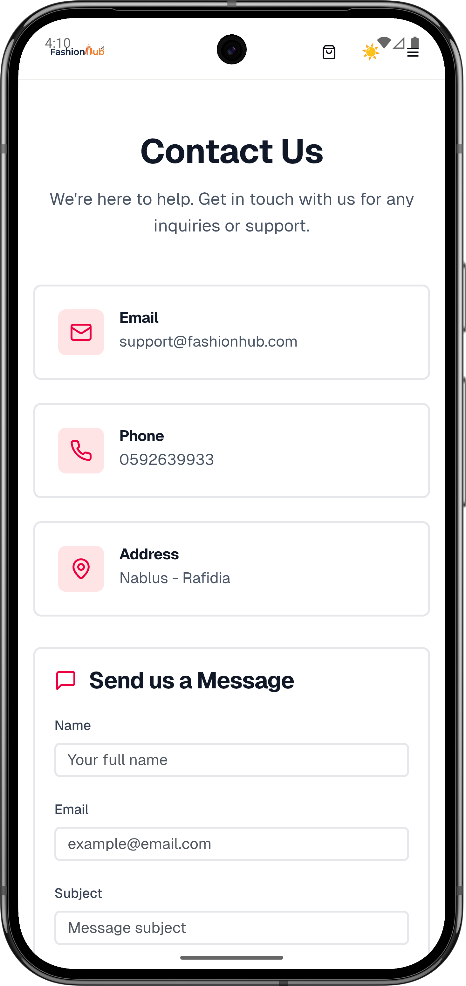 4:10
FashionHub
Contact Us
We're here to help. Get in touch with us for any
inquiries or support.
Email
support@fashionhub.com
Phone
0592639933
Address
Nablus - Rafidia
Send us a Message
Name
Your full name
Email
example@email.com
Subject
Message subject